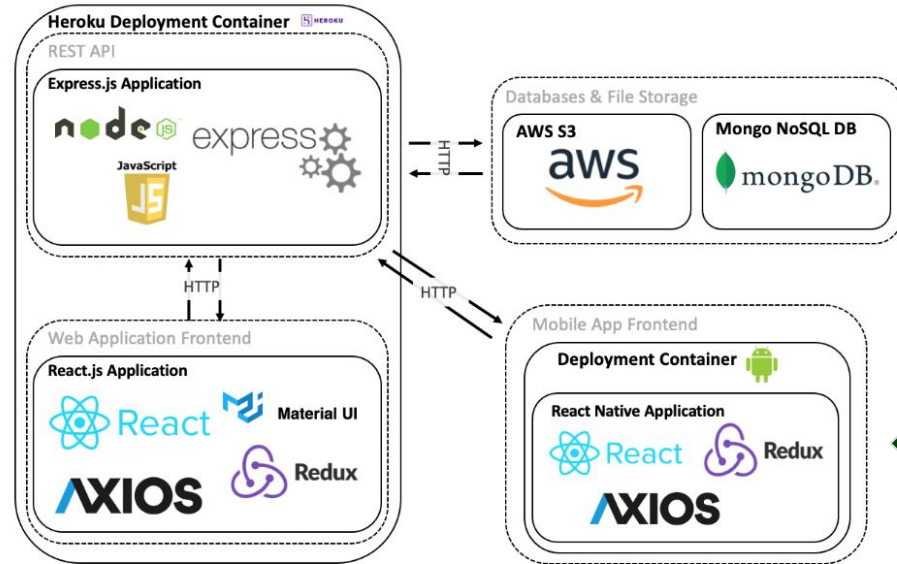 Heroku Deployment Container HEROKU
REST API
Express.js Application
node JS
express
JavaScript
JS
HTTP
Databases & File Storage
AWS S3
aws
Mongo NoSQL DB
mongoDB®
HTTP
HTTP
Web Application Frontend
React.js Application
React
Material UI
AXIOS
Redux
Mobile App Frontend
Deployment Container
React Native Application
React
Redux
AXIOS